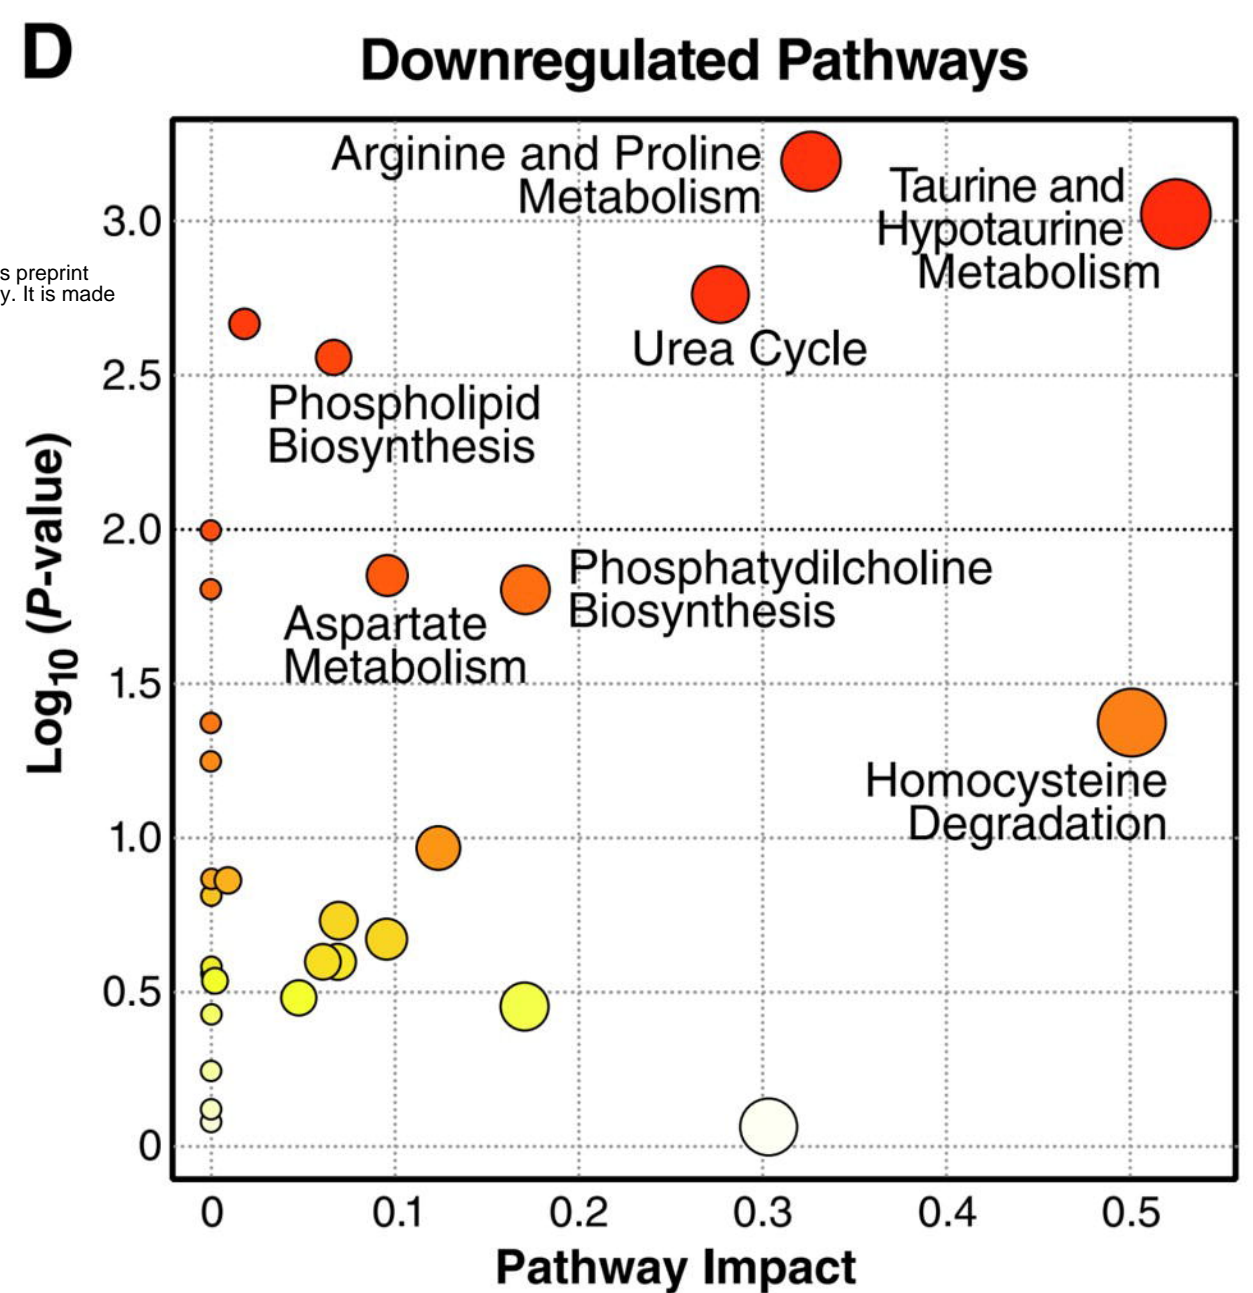 D
Downregulated Pathways
Arginine and Proline
Metabolism
Taurine and
Hypotaurine
Metabolism
3.0
s preprint
y. It is made
Urea Cycle
2.5
Phospholipid
Biosynthesis
2.0
Phosphatydilcholine
Biosynthesis
Aspartate
Metabolism
1.5
Homocysteine
Degradation
1.0
0.5
0
Log10 (P-value)
0 0.1 0.2 0.3 0.4 0.5
Pathway Impact